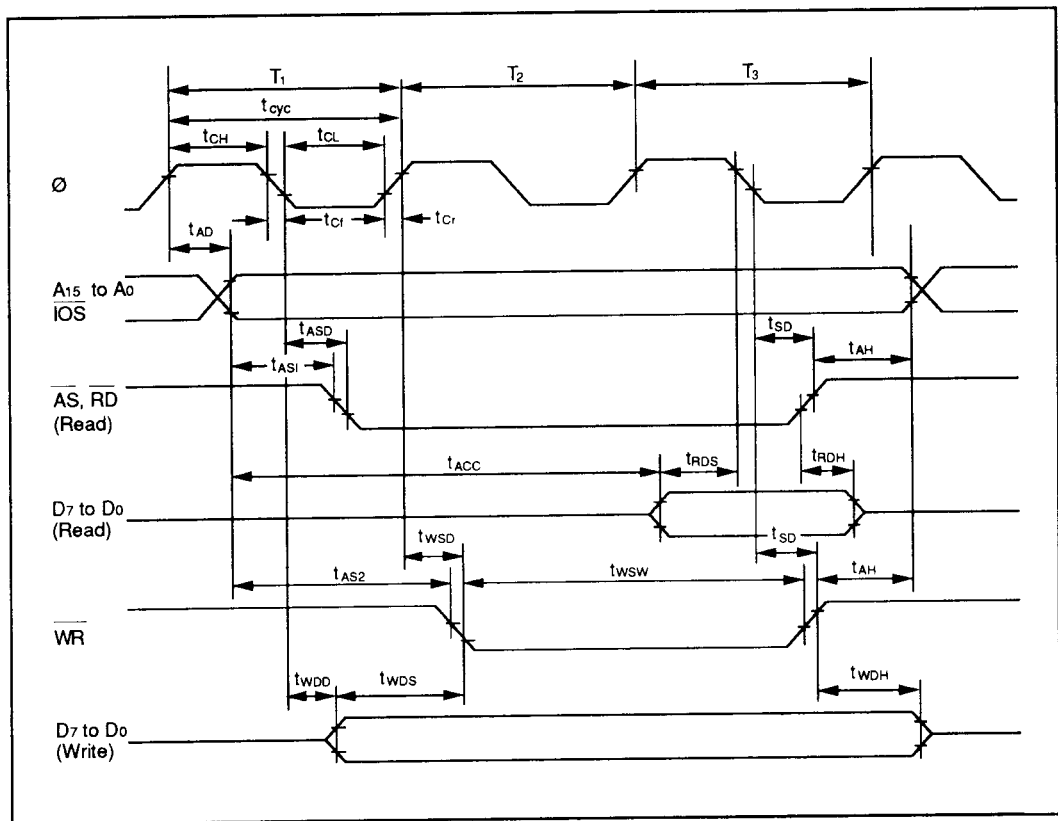 T1 T2 T3
tcyc
tCH tCL
Ø
tCf tCr
tAD
A15 to A0
IOS
tASD tSD
tASI tAH
AS, RD
(Read)
tACC tRDS tRDH
D7 to D0
(Read)
tWSD tSD
tAS2 tWSW tAH
WR
tWDD tWDS tWDH
D7 to D0
(Write)